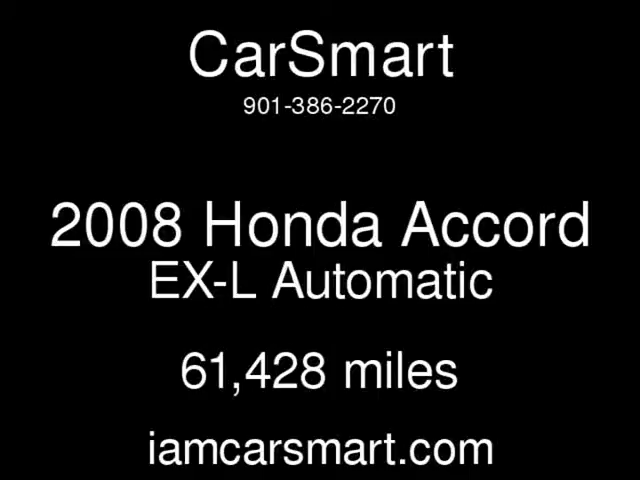 CarSmart
901-386-2270
2008 Honda Accord
EX-L Automatic
61,428 miles
iamcarsmart.com